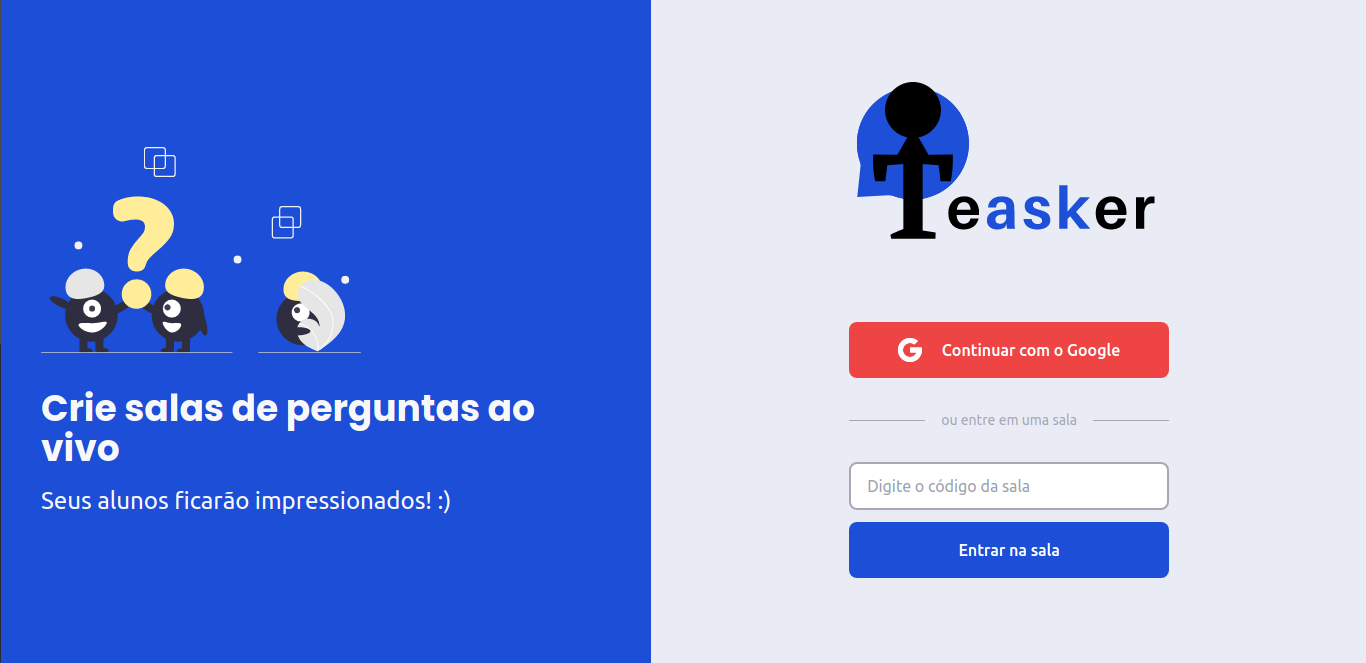 Crie salas de perguntas ao
vivo
Seus alunos ficarão impressionados! :)
Teasker
Continuar com o Google
ou entre em uma sala
Digite o código da sala
Entrar na sala